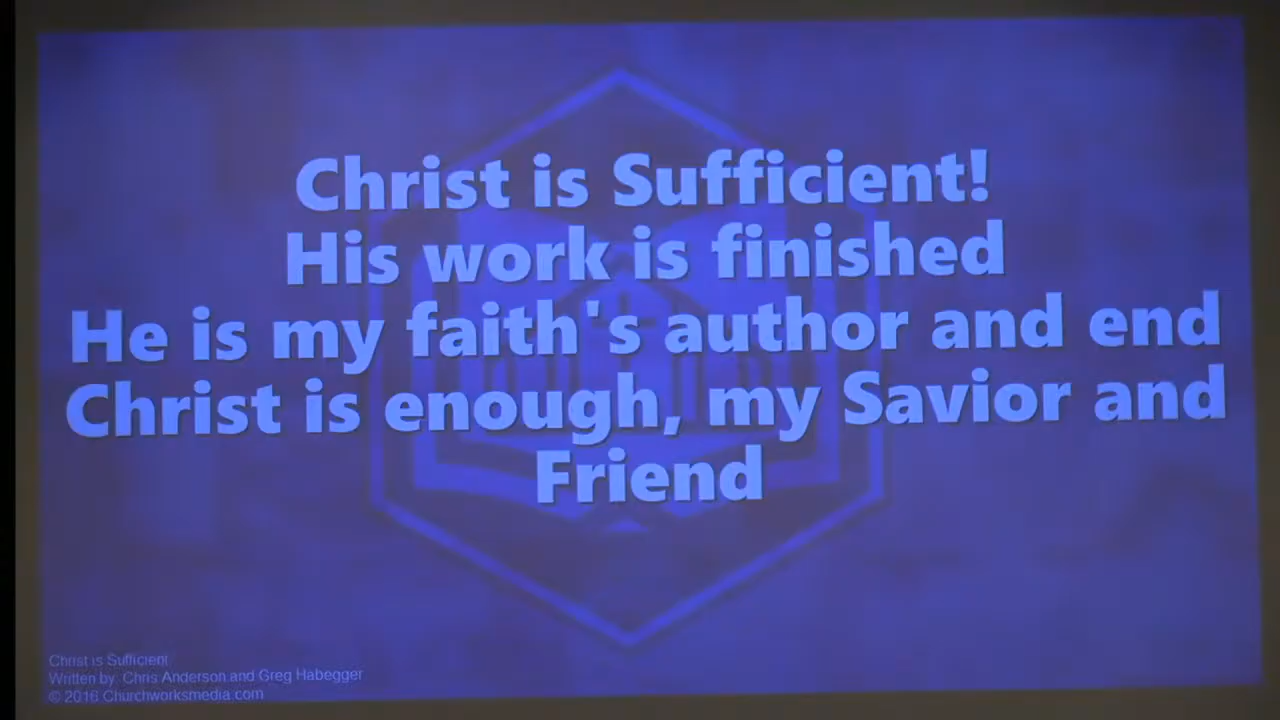 Christ is Sufficient!
His work is finished
He is my faith's author and end
Christ is enough, my Savior and
Friend
Christ is Sufficient
Written by: Chris Anderson and Greg Habegger
© 2016 Churchworksmedia.com